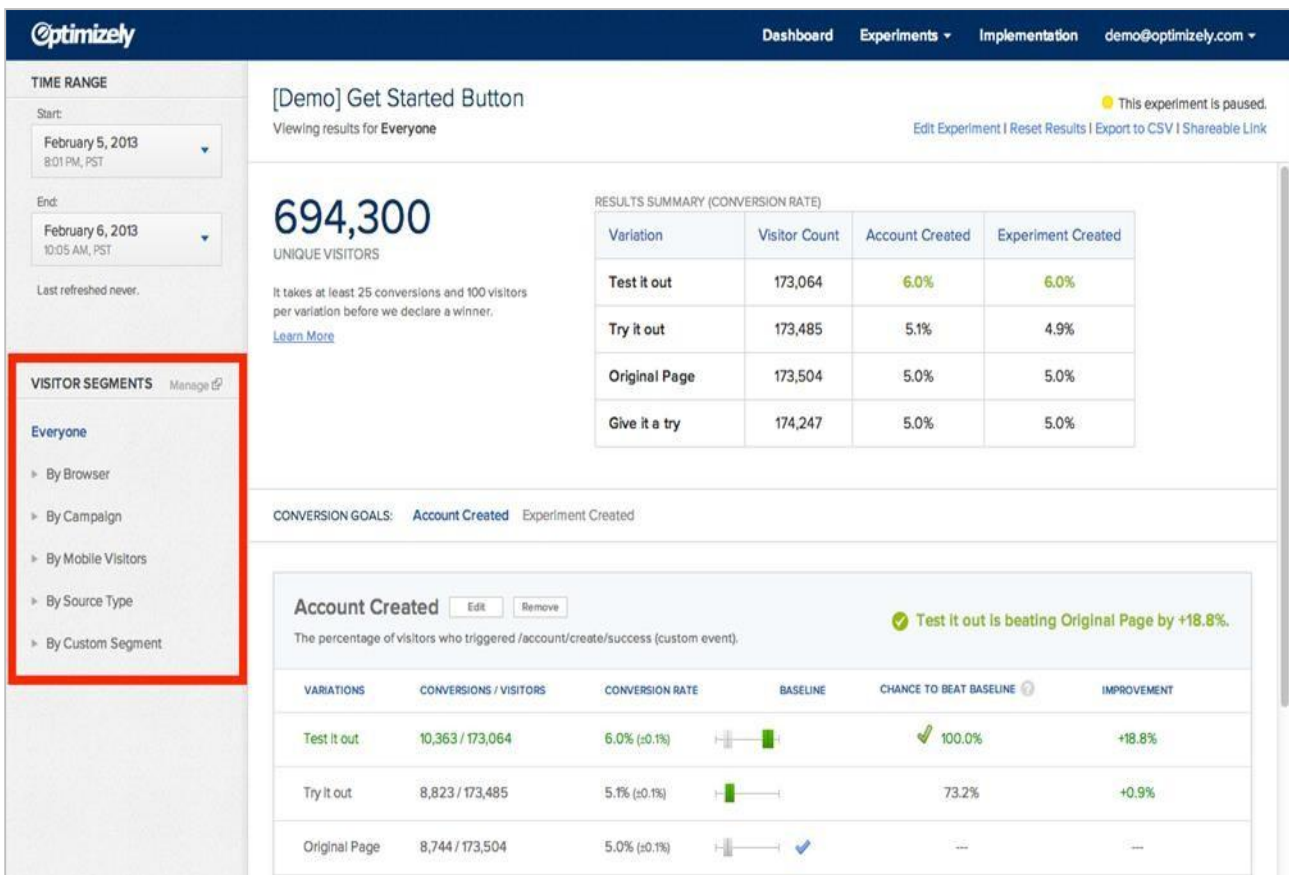 Optimizely
Dashboard Experiments Implementation demo@optimizely.com
TIME RANGE
Start:
February 5, 2013
8:01 PM, PST
End:
February 6, 2013
10:05 AM, PST
Last refreshed never.
VISITOR SEGMENTS Manage
Everyone
By Browser
By Campaign
By Mobile Visitors
By Source Type
By Custom Segment
[Demo] Get Started Button
Viewing results for Everyone
This experiment is paused.
Edit Experiment | Reset Results | Export to CSV | Shareable Link
694,300
UNIQUE VISITORS
It takes at least 25 conversions and 100 visitors
per variation before we declare a winner.
Learn More
RESULTS SUMMARY (CONVERSION RATE)
Variation Visitor Count Account Created Experiment Created
Test it out 173,064 6.0% 6.0%
Try it out 173,485 5.1% 4.9%
Original Page 173,504 5.0% 5.0%
Give it a try 174,247 5.0% 5.0%
CONVERSION GOALS: Account Created Experiment Created
Account Created Edit Remove
The percentage of visitors who triggered /account/create/success (custom event).
Test it out is beating Original Page by +18.8%.
VARIATIONS CONVERSIONS / VISITORS CONVERSION RATE BASELINE CHANCE TO BEAT BASELINE ? IMPROVEMENT
Test it out 10,363 / 173,064 6.0% (±0.1%) 100.0% +18.8%
Try it out 8,823 / 173,485 5.1% (±0.1%) 73.2% +0.9%
Original Page 8,744 / 173,504 5.0% (±0.1%) --- ---